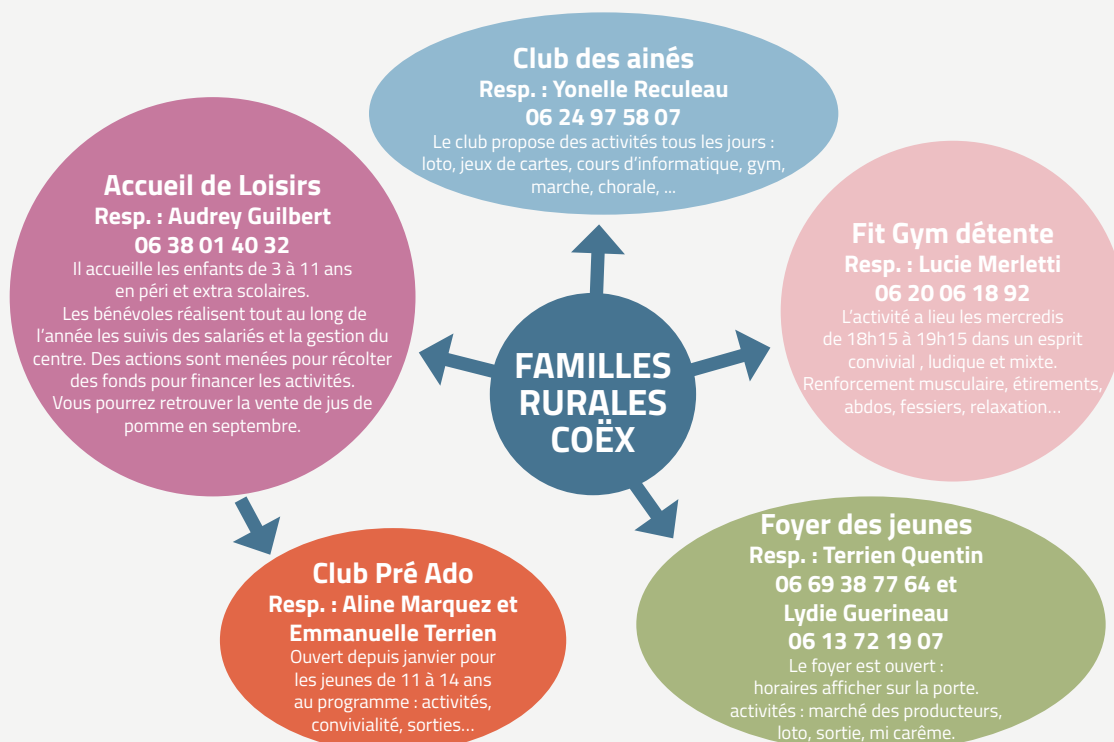 Club des ainés
Resp. : Yonelle Reculeau
06 24 97 58 07
Le club propose des activités tous les jours :
loto, jeux de cartes, cours d'informatique, gym,
marche, chorale, ...
Accueil de Loisirs
Resp. : Audrey Guilbert
06 38 01 40 32
Il accueille les enfants de 3 à 11 ans
en péri et extra scolaires.
Les bénévoles réalisent tout au long de
l'année les suivis des salariés et la gestion du
centre. Des actions sont menées pour récolter
des fonds pour financer les activités.
Vous pourrez retrouver la vente de jus de
pomme en septembre.
Fit Gym détente
Resp. : Lucie Merletti
06 20 06 18 92
L'activité a lieu les mercredis
de 18h15 à 19h15 dans un esprit
convivial , ludique et mixte.
Renforcement musculaire, étirements,
abdos, fessiers, relaxation...
FAMILLES
RURALES
COËX
Club Pré Ado
Resp. : Aline Marquez et
Emmanuelle Terrien
Ouvert depuis janvier pour
les jeunes de 11 à 14 ans
au programme : activités,
convivialité, sorties...
Foyer des jeunes
Resp. : Terrien Quentin
06 69 38 77 64 et
Lydie Guerineau
06 13 72 19 07
Le foyer est ouvert :
horaires afficher sur la porte.
activités : marché des producteurs,
loto, sortie, mi carême.